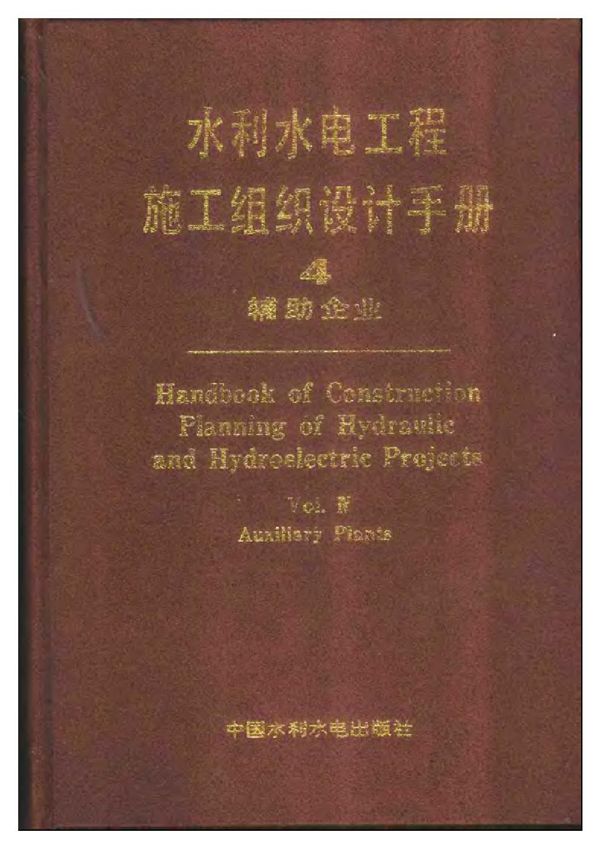 水利水电工程
施工组织设计手册
4
辅助企业
Handbook of Construction
Planning of Hydraulic
and Hydroelectric Projects
Vol. Ⅳ
Auxiliary Plants
中国水利水电出版社